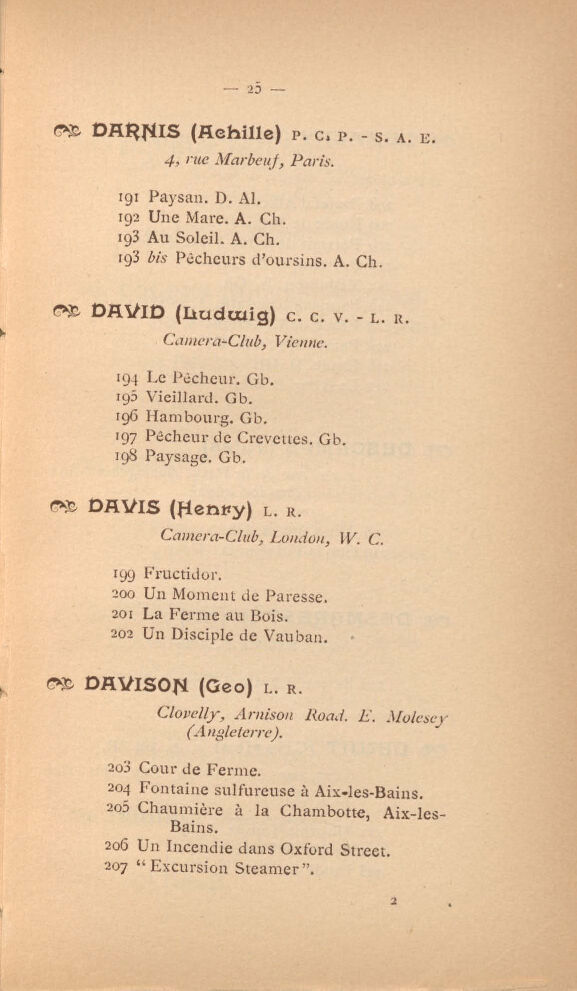 — 25 —
DARNIS (Achille) P. C. P. - S. A. E.
4, rue Marbeuf, Paris.
191 Paysan. D. Al.
192 Une Mare. A. Ch.
193 Au Soleil. A. Ch.
193 bis Pêcheurs d'oursins. A. Ch.
DAVID (Ludwig) C. C. V. - L. R.
Camera-Club, Vienne.
194 Le Pêcheur. Gb.
195 Vieillard. Gb.
196 Hambourg. Gb.
197 Pêcheur de Crevettes. Gb.
198 Paysage. Gb.
DAVIS (Henry) L. R.
Camera-Club, London, W. C.
199 Fructidor.
200 Un Moment de Paresse.
201 La Ferme au Bois.
202 Un Disciple de Vauban.
DAVISON (Geo) L. R.
Clovelly, Arnison Road. E. Molesey
(Angleterre).
203 Cour de Ferme.
204 Fontaine sulfureuse à Aix-les-Bains.
205 Chaumière à la Chambotte, Aix-les-
Bains.
206 Un Incendie dans Oxford Street.
207 “Excursion Steamer”.
2